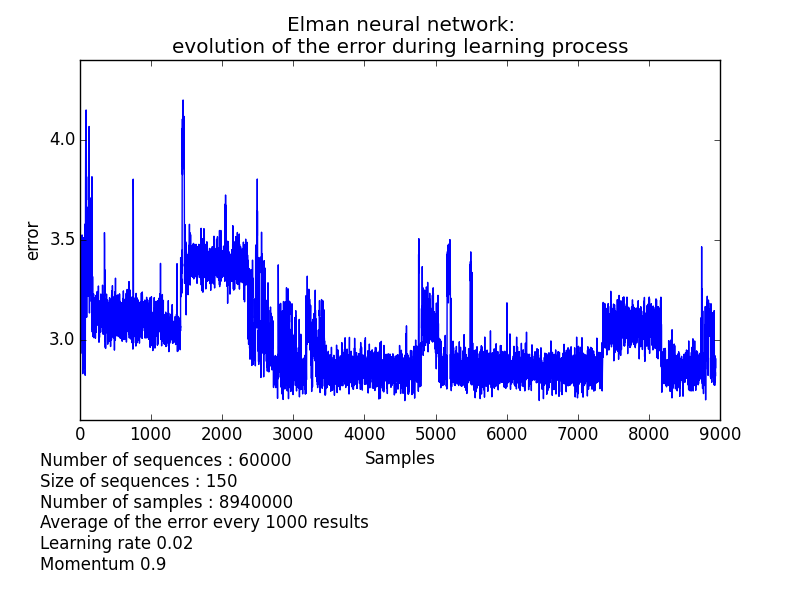 Elman neural network:
evolution of the error during learning process
error
4.0
3.5
3.0
0 1000 2000 3000 4000 5000 6000 7000 8000 9000
Samples
Number of sequences : 60000
Size of sequences : 150
Number of samples : 8940000
Average of the error every 1000 results
Learning rate 0.02
Momentum 0.9